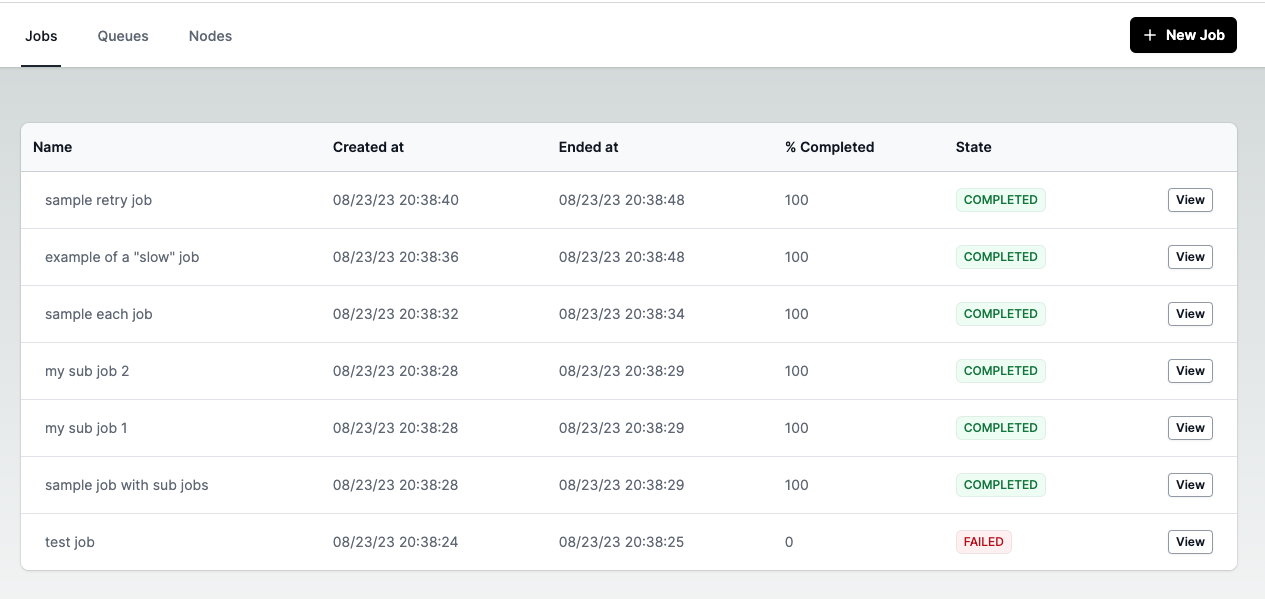 Jobs Queues Nodes + New Job
Name Created at Ended at % Completed State
sample retry job 08/23/23 20:38:40 08/23/23 20:38:48 100 COMPLETED View
example of a "slow" job 08/23/23 20:38:36 08/23/23 20:38:48 100 COMPLETED View
sample each job 08/23/23 20:38:32 08/23/23 20:38:34 100 COMPLETED View
my sub job 2 08/23/23 20:38:28 08/23/23 20:38:29 100 COMPLETED View
my sub job 1 08/23/23 20:38:28 08/23/23 20:38:29 100 COMPLETED View
sample job with sub jobs 08/23/23 20:38:28 08/23/23 20:38:29 100 COMPLETED View
test job 08/23/23 20:38:24 08/23/23 20:38:25 0 FAILED View